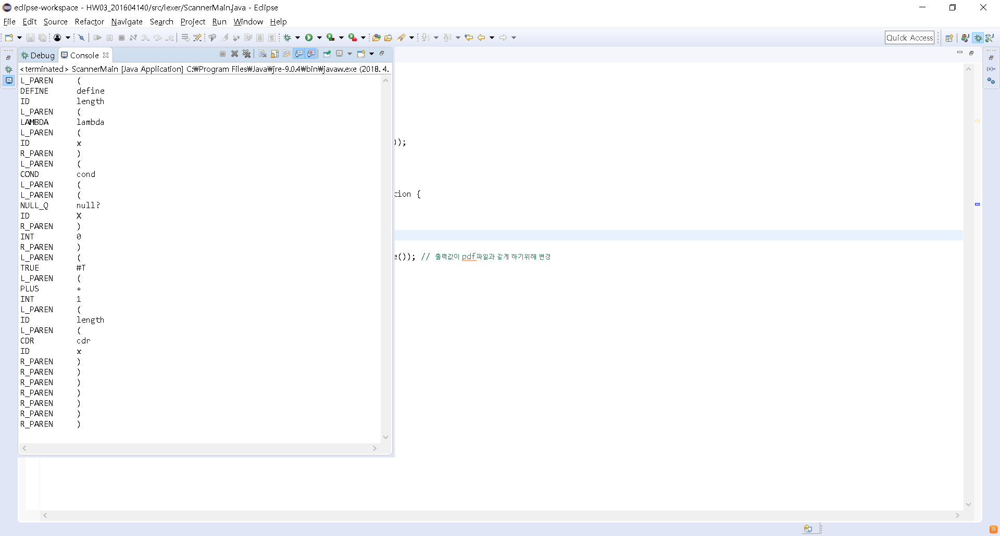 eclipse-workspace - HW03_201604140/src/lexer/ScannerMain.java - Eclipse
File Edit Source Refactor Navigate Search Project Run Window Help
Quick Access
Debug Console
<terminated> ScannerMain [Java Application] C:₩Program Files₩Java₩jre-9.0.4₩bin₩javaw.exe (2018. 4.
L_PAREN (
DEFINE define
ID length
L_PAREN (
LAMBDA lambda
L_PAREN (
ID x
R_PAREN )
L_PAREN (
COND cond
L_PAREN (
L_PAREN (
NULL_Q null?
ID X
R_PAREN )
INT 0
R_PAREN )
L_PAREN (
TRUE #T
L_PAREN (
PLUS +
INT 1
L_PAREN (
ID length
L_PAREN (
CDR cdr
ID x
R_PAREN )
R_PAREN )
R_PAREN )
R_PAREN )
R_PAREN )
R_PAREN )
R_PAREN )
));
tion {
e()); // 출력값이 pdf파일과 같게 하기위해 변경
(x)=